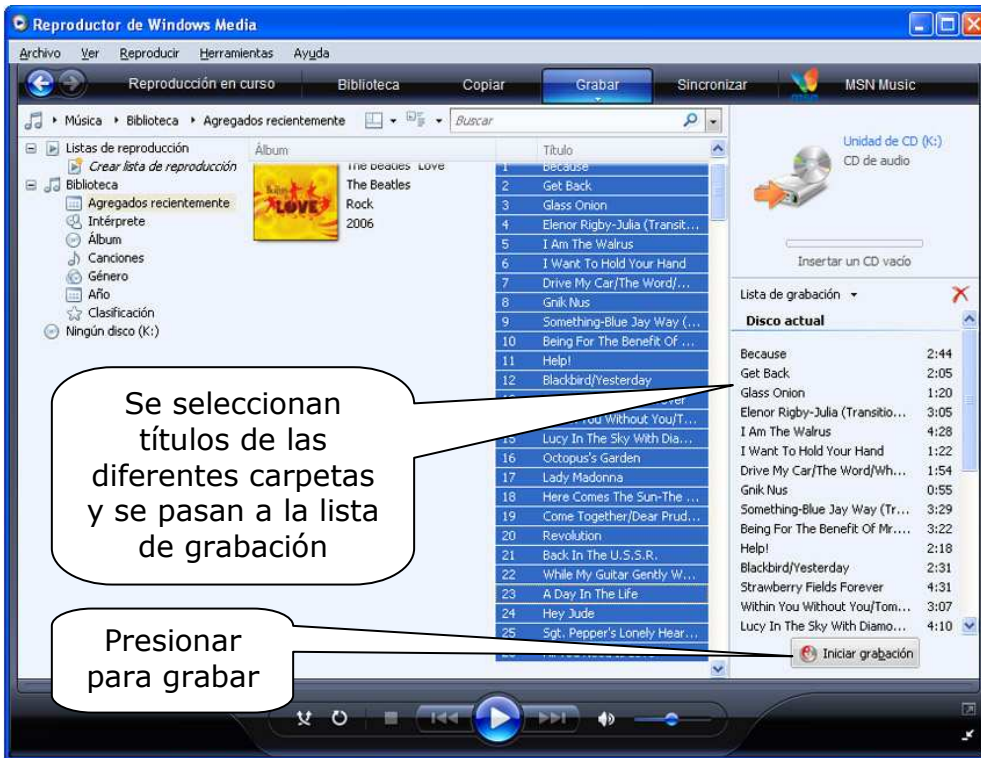 Reproductor de Windows Media
Archivo Ver Reproducir Herramientas Ayuda
Reproducción en curso Biblioteca Copiar Grabar Sincronizar MSN Music
Música Biblioteca Agregados recientemente Buscar
Listas de reproducción
Crear lista de reproducción
Biblioteca
Agregados recientemente
Intérprete
Álbum
Canciones
Género
Año
Clasificación
Ningún disco (K:)
Álbum Título
LOVE
The Beatles Love
The Beatles
Rock
2006
1 Because
2 Get Back
3 Glass Onion
4 Elenor Rigby-Julia (Transit...
5 I Am The Walrus
6 I Want To Hold Your Hand
7 Drive My Car/The Word/...
8 Gnik Nus
9 Something-Blue Jay Way (...
10 Being For The Benefit Of ...
11 Help!
12 Blackbird/Yesterday
You Without You/T...
15 Lucy In The Sky With Dia...
16 Octopus's Garden
17 Lady Madonna
18 Here Comes The Sun-The ...
19 Come Together/Dear Prud...
20 Revolution
21 Back In The U.S.S.R.
22 While My Guitar Gently W...
23 A Day In The Life
24 Hey Jude
25 Sgt. Pepper's Lonely Hear...
Unidad de CD (K:)
CD de audio
Insertar un CD vacío
Lista de grabación
Disco actual
Because 2:44
Get Back 2:05
Glass Onion 1:20
Elenor Rigby-Julia (Transitio... 3:05
I Am The Walrus 4:28
I Want To Hold Your Hand 1:22
Drive My Car/The Word/Wh... 1:54
Gnik Nus 0:55
Something-Blue Jay Way (Tr... 3:29
Being For The Benefit Of Mr.... 3:22
Help! 2:18
Blackbird/Yesterday 2:31
Strawberry Fields Forever 4:31
Within You Without You/Tom... 3:07
Lucy In The Sky With Diamo... 4:10
Iniciar grabación
Se seleccionan
títulos de las
diferentes carpetas
y se pasan a la lista
de grabación
Presionar
para grabar